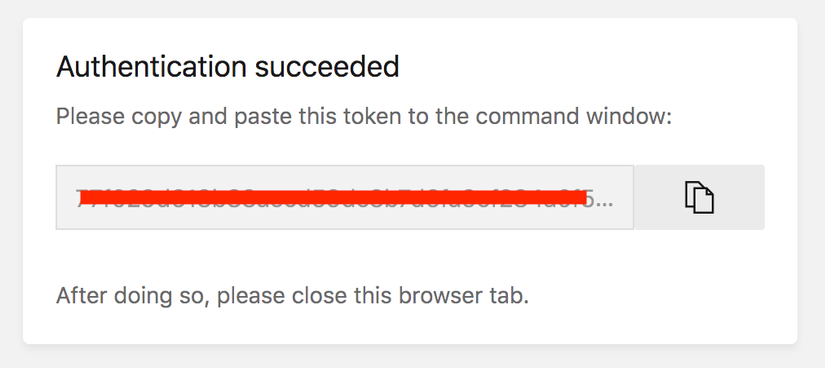 Authentication succeeded
Please copy and paste this token to the command window:
After doing so, please close this browser tab.